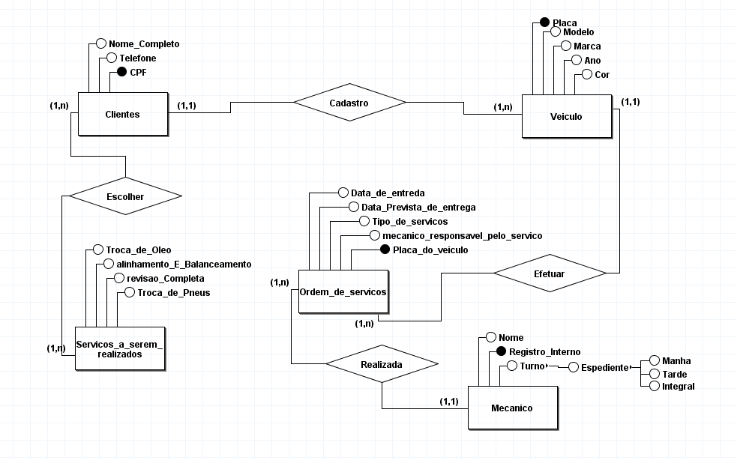 Nome_Completo
Telefone
CPF
(1,n)
Clientes
(1,1)
Cadastro
(1,n)
Placa
Modelo
Marca
Ano
Cor
Veiculo
(1,1)
Escolher
Data_de_entreda
Data_Prevista_de_entrega
Tipo_de_servicos
mecanico_responsavel_pelo_servico
Placa_do_veiculo
(1,n)
Ordem_de_servicos
(1,n)
Efetuar
Troca_de_Oleo
alinhamento_E_Balanceamento
revisao_Completa
Troca_de_Pneus
(1,n)
Servicos_a_serem_
realizados
Realizada
(1,1)
Nome
Registro_Interno
Turno
Espediente
Manha
Tarde
Integral
Mecanico